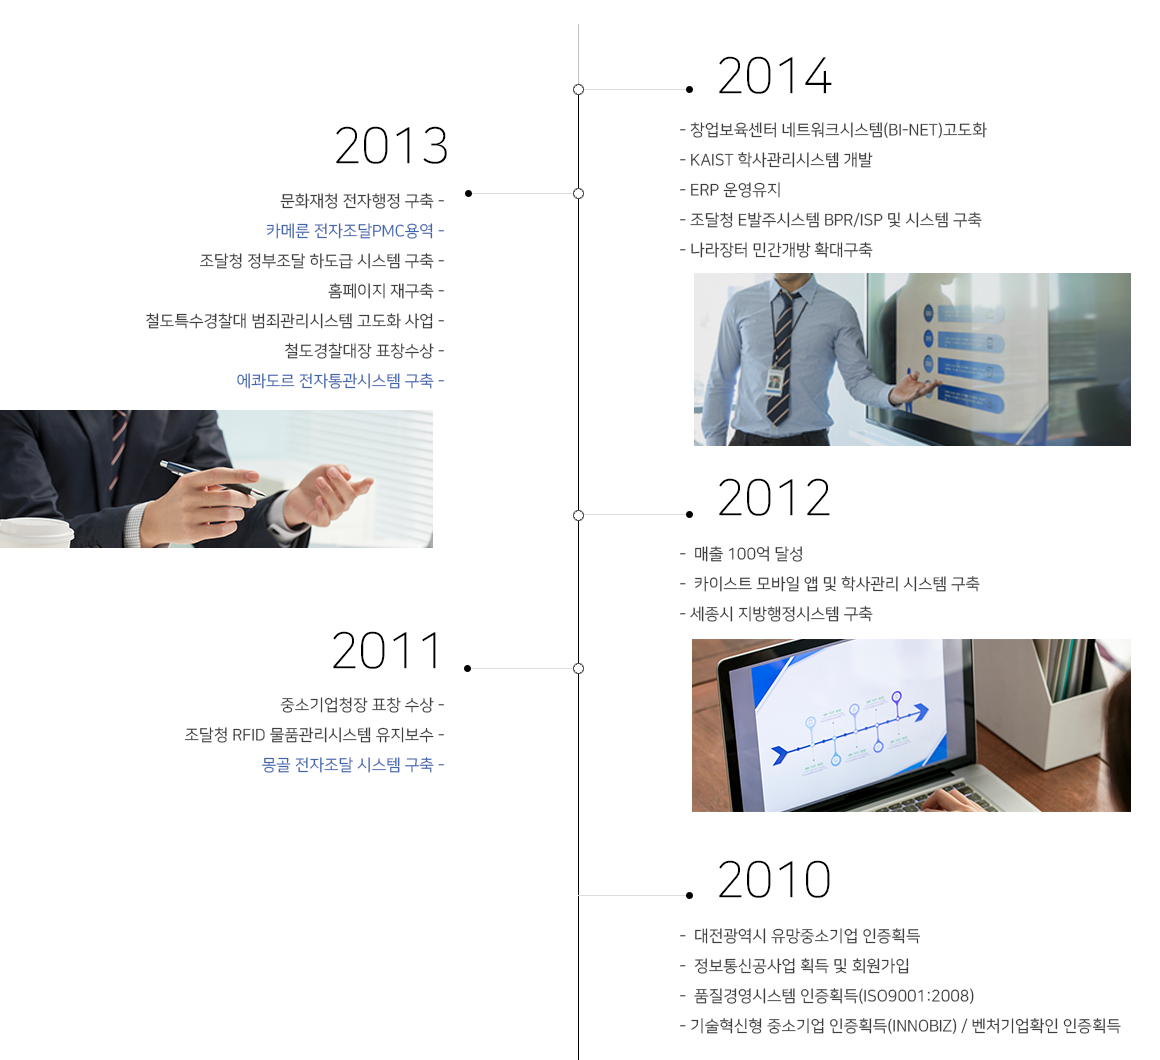 2014
- 창업보육센터 네트워크시스템(BI-NET)고도화
- KAIST 학사관리시스템 개발
- ERP 운영유지
- 조달청 E발주시스템 BPR/ISP 및 시스템 구축
- 나라장터 민간개방 확대구축
2013
문화재청 전자행정 구축 -
카메룬 전자조달PMC용역 -
조달청 정부조달 하도급 시스템 구축 -
홈페이지 재구축 -
철도특수경찰대 범죄관리시스템 고도화 사업 -
철도경찰대장 표창수상 -
에콰도르 전자통관시스템 구축 -
2012
- 매출 100억 달성
- 카이스트 모바일 앱 및 학사관리 시스템 구축
- 세종시 지방행정시스템 구축
2011
중소기업청장 표창 수상 -
조달청 RFID 물품관리시스템 유지보수 -
몽골 전자조달 시스템 구축 -
2010
- 대전광역시 유망중소기업 인증획득
- 정보통신공사업 획득 및 회원가입
- 품질경영시스템 인증획득(ISO9001:2008)
- 기술혁신형 중소기업 인증획득(INNOBIZ) / 벤처기업확인 인증획득